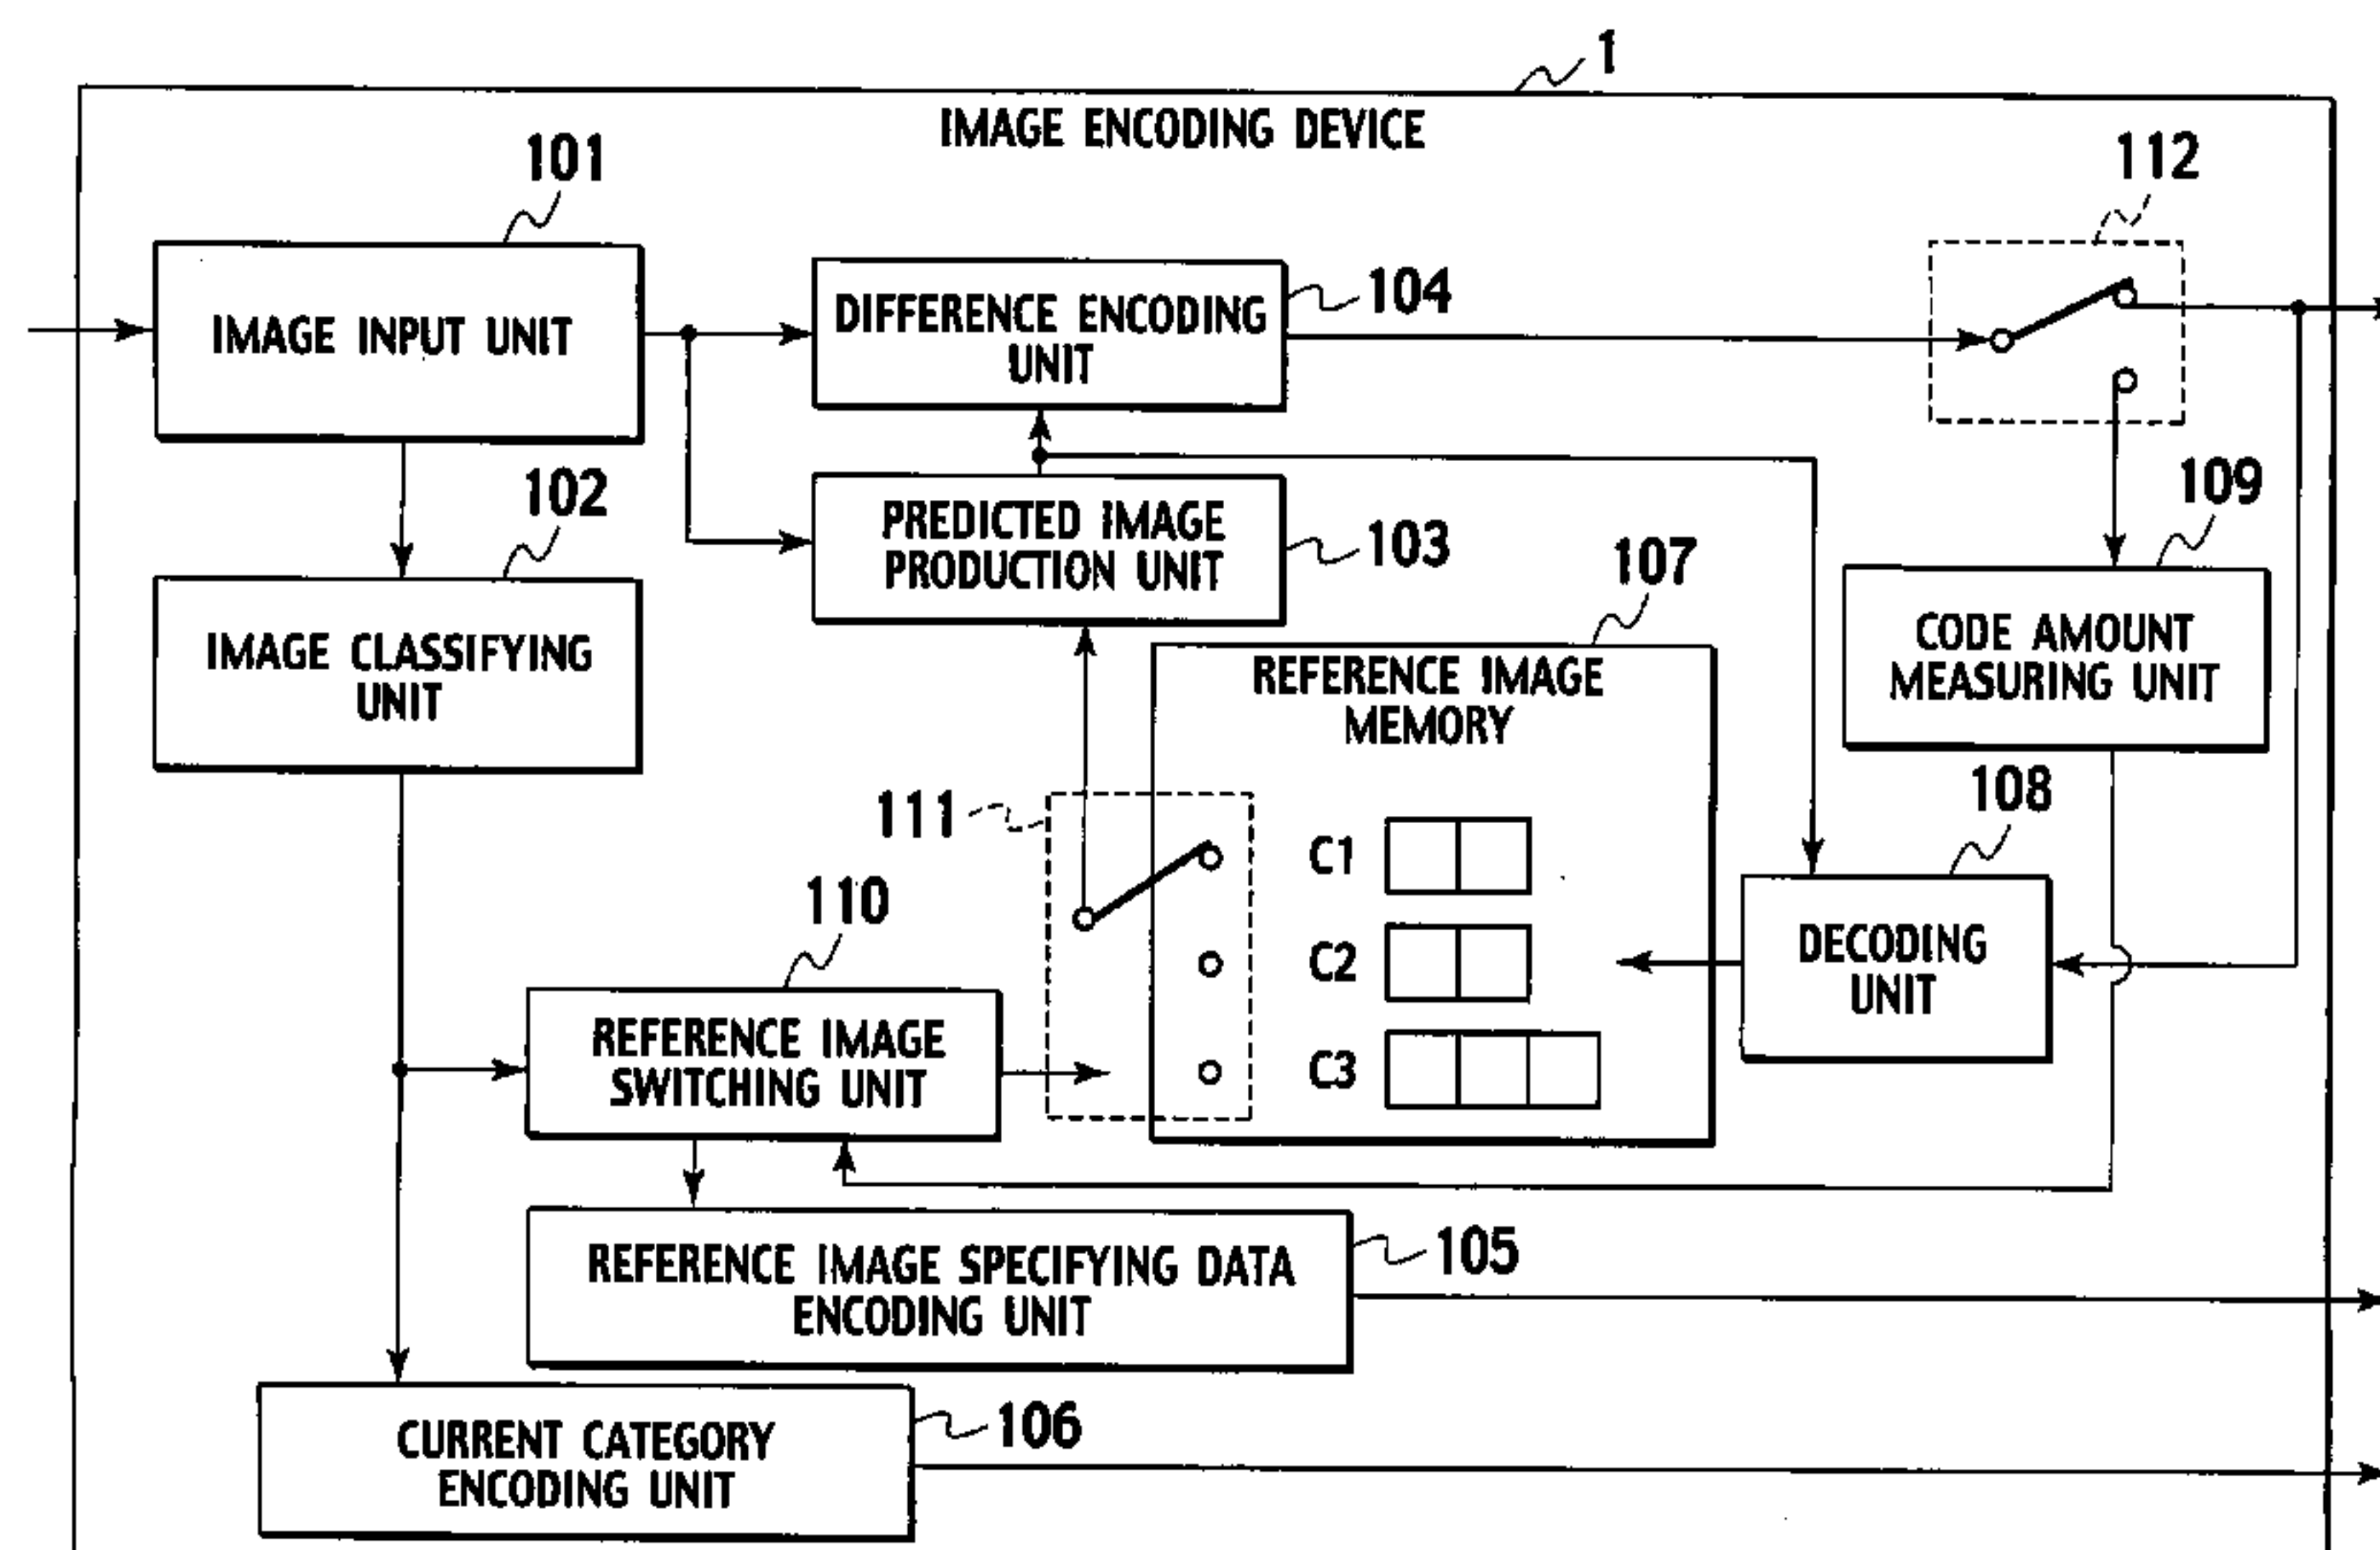 1
IMAGE ENCODING DEVICE
101
112
IMAGE INPUT UNIT
DIFFERENCE ENCODING
UNIT
104
102
109
PREDICTED IMAGE
PRODUCTION UNIT
103
107
IMAGE CLASSIFYING
UNIT
REFERENCE IMAGE
MEMORY
CODE AMOUNT
MEASURING UNIT
108
111
C1
110
C2
DECODING
UNIT
REFERENCE IMAGE
SWITCHING UNIT
C3
REFERENCE IMAGE SPECIFYING DATA
ENCODING UNIT
105
CURRENT CATEGORY
ENCODING UNIT
106